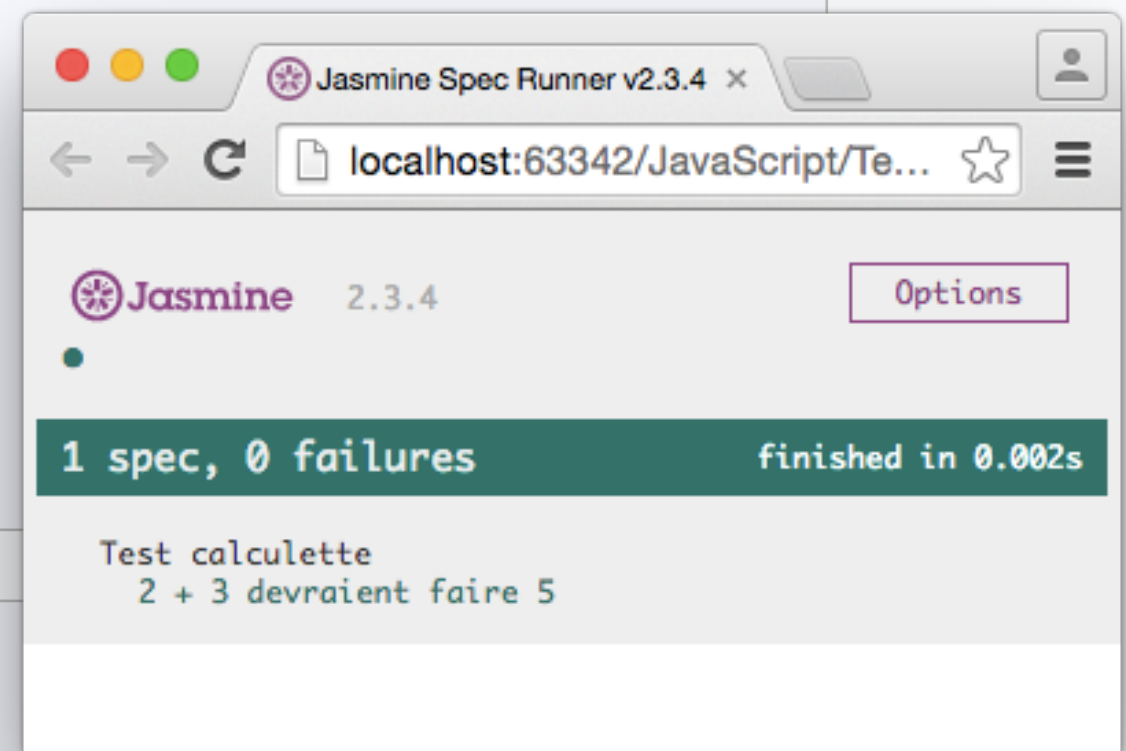 Jasmine Spec Runner v2.3.4
localhost:63342/JavaScript/Te...
Jasmine 2.3.4 Options
1 spec, 0 failures finished in 0.002s
Test calculette
2 + 3 devraient faire 5